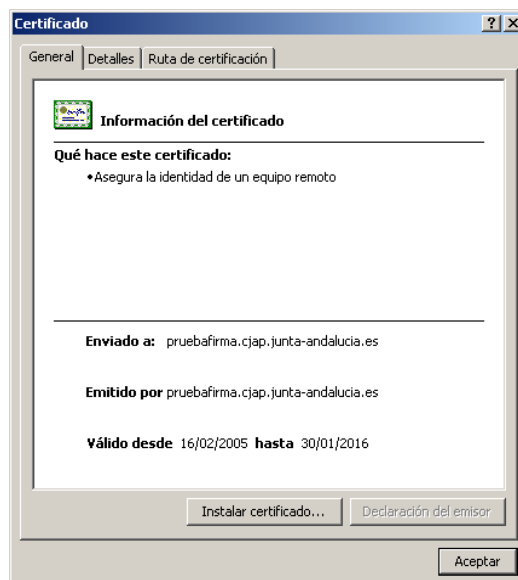 Certificado
General
Detalles
Ruta de certificación
Información del certificado
Qué hace este certificado:
•Asegura la identidad de un equipo remoto
Enviado a: pruebafirma.cjap.junta-andalucia.es
Emitido por pruebafirma.cjap.junta-andalucia.es
Válido desde 16/02/2005 hasta 30/01/2016
Instalar certificado...
Declaración del emisor
Aceptar